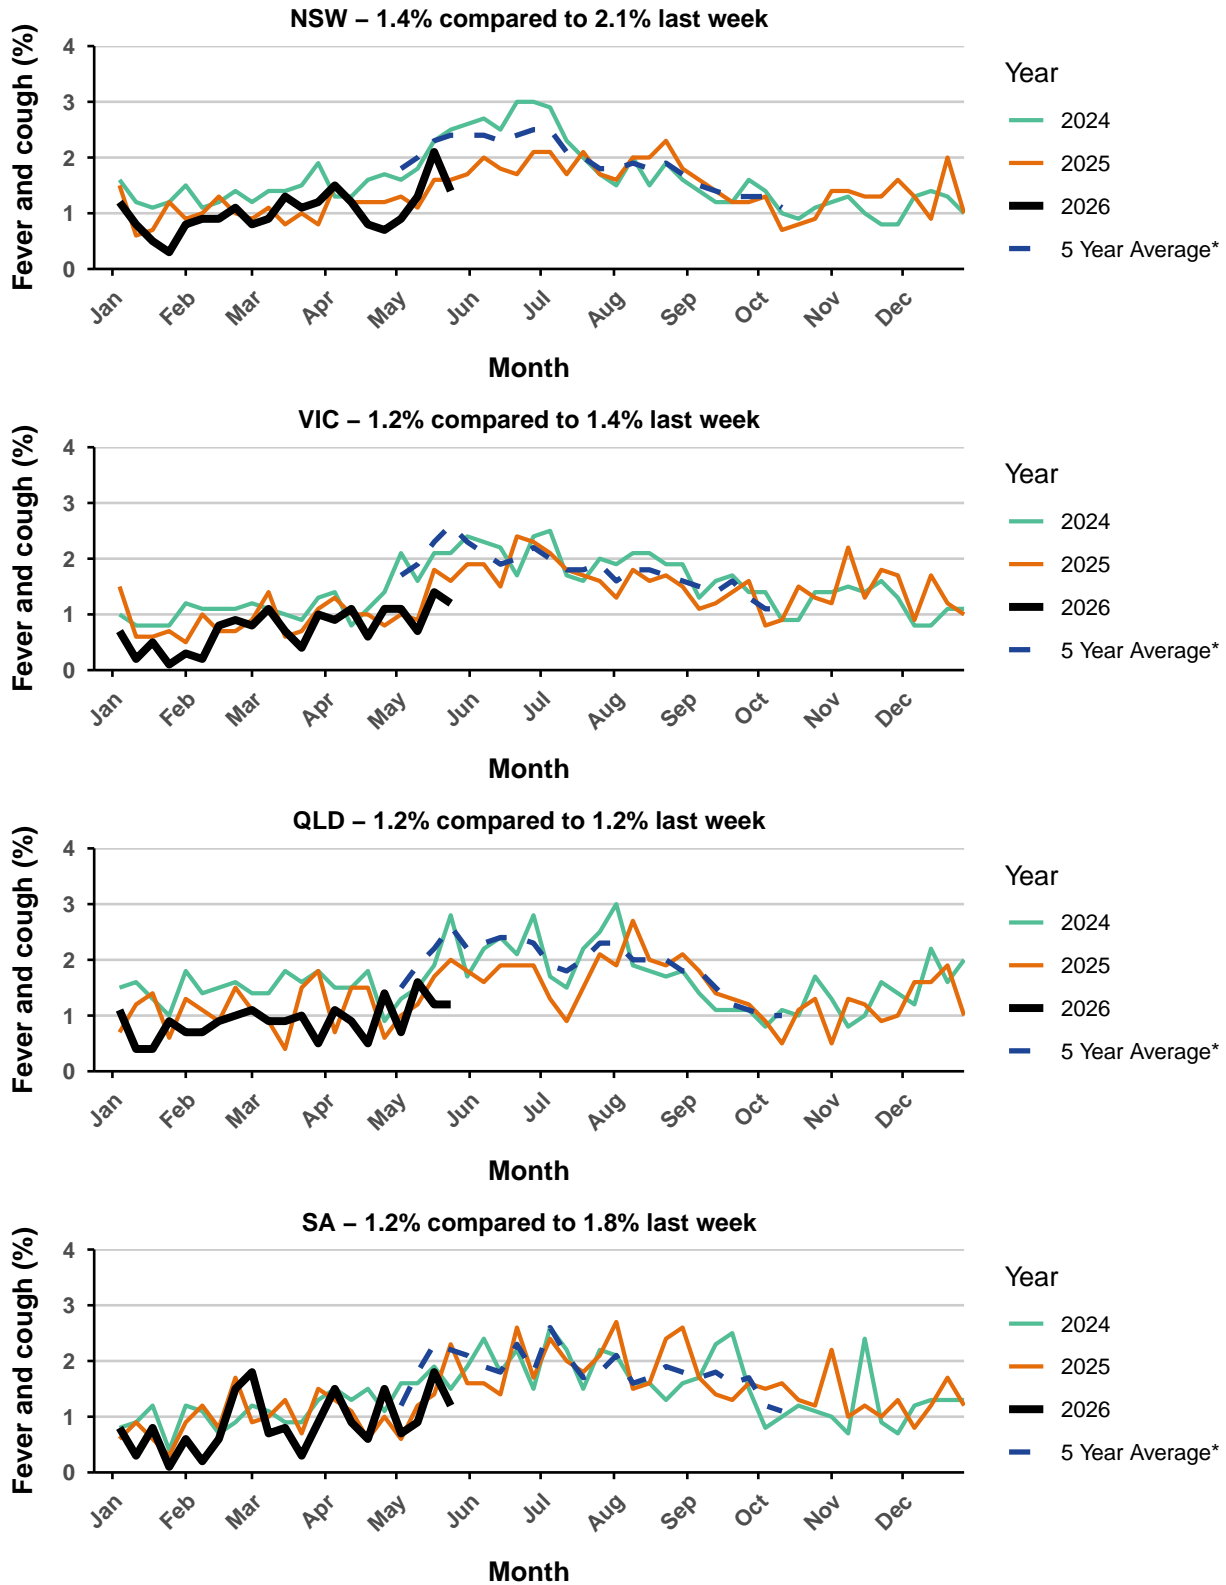 NSW – 1.4% compared to 2.1% last week
Fever and cough (%)
4
3
2
1
0
Jan Feb Mar Apr May Jun Jul Aug Sep Oct Nov Dec
Month
Year
2024
2025
2026
5 Year Average*
VIC – 1.2% compared to 1.4% last week
Fever and cough (%)
4
3
2
1
0
Jan Feb Mar Apr May Jun Jul Aug Sep Oct Nov Dec
Month
Year
2024
2025
2026
5 Year Average*
QLD – 1.2% compared to 1.2% last week
Fever and cough (%)
4
3
2
1
0
Jan Feb Mar Apr May Jun Jul Aug Sep Oct Nov Dec
Month
Year
2024
2025
2026
5 Year Average*
SA – 1.2% compared to 1.8% last week
Fever and cough (%)
4
3
2
1
0
Jan Feb Mar Apr May Jun Jul Aug Sep Oct Nov Dec
Month
Year
2024
2025
2026
5 Year Average*